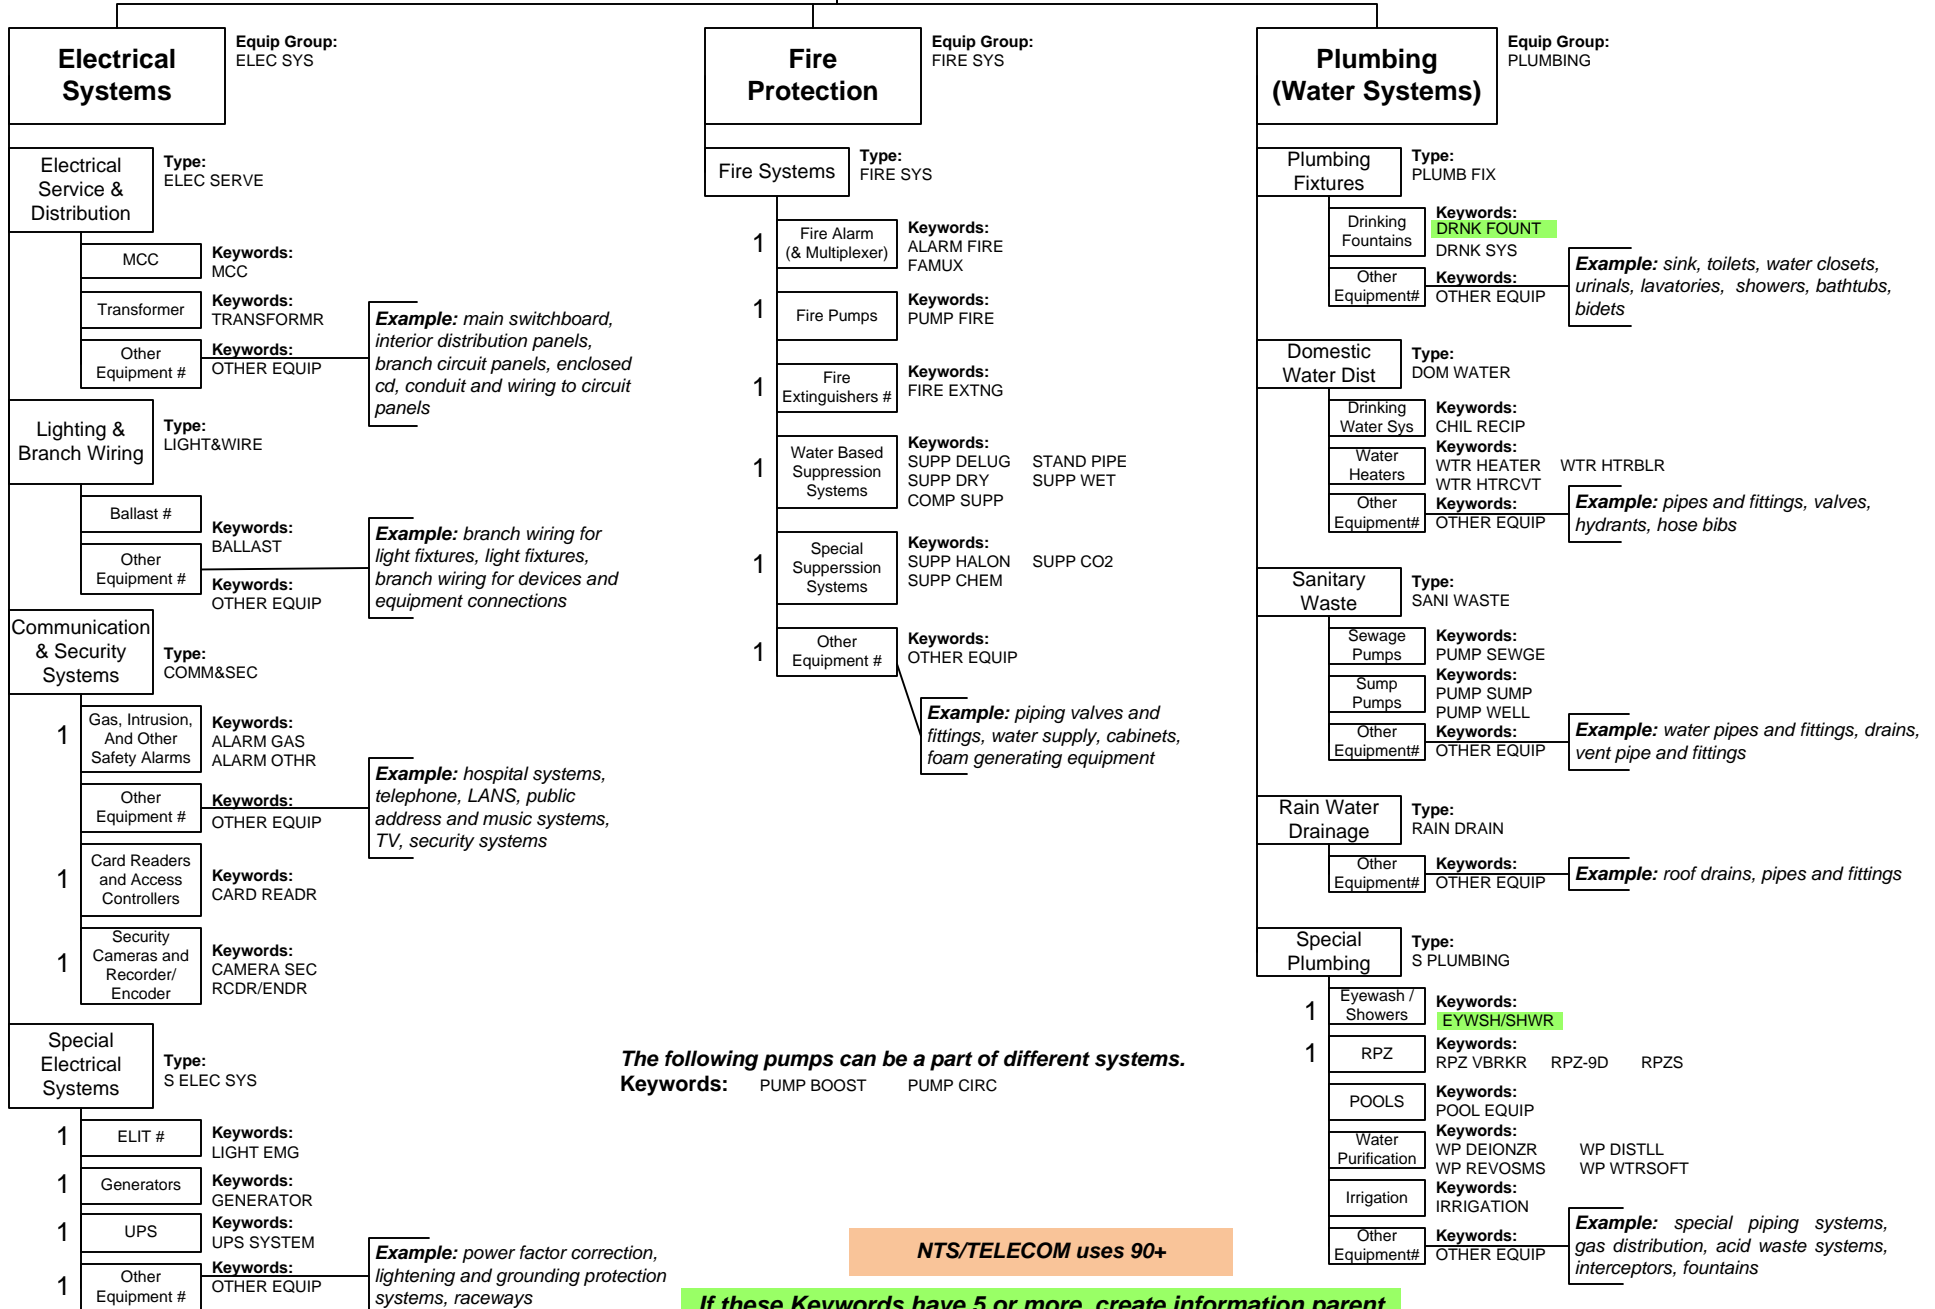 Electrical
Systems
Equip Group:
ELEC SYS
Electrical
Service &
Distribution
Type:
ELEC SERVE
MCC
Keywords:
MCC
Transformer
Keywords:
TRANSFORMR
Other
Equipment #
Keywords:
OTHER EQUIP
Example: main switchboard,
interior distribution panels,
branch circuit panels, enclosed
cd, conduit and wiring to circuit
panels
Lighting &
Branch Wiring
Type:
LIGHT&WIRE
Ballast #
Keywords:
BALLAST
Other
Equipment #
Keywords:
OTHER EQUIP
Example: branch wiring for
light fixtures, light fixtures,
branch wiring for devices and
equipment connections
Communication
& Security
Systems
Type:
COMM&SEC
1
Gas, Intrusion,
And Other
Safety Alarms
Keywords:
ALARM GAS
ALARM OTHR
Other
Equipment #
Keywords:
OTHER EQUIP
Example: hospital systems,
telephone, LANS, public
address and music systems,
TV, security systems
1
Card Readers
and Access
Controllers
Keywords:
CARD READR
1
Security
Cameras and
Recorder/
Encoder
Keywords:
CAMERA SEC
RCDR/ENDR
Special
Electrical
Systems
Type:
S ELEC SYS
1
ELIT #
Keywords:
LIGHT EMG
1
Generators
Keywords:
GENERATOR
1
UPS
Keywords:
UPS SYSTEM
1
Other
Equipment #
Keywords:
OTHER EQUIP
Example: power factor correction,
lightening and grounding protection
systems, raceways
Fire
Protection
Equip Group:
FIRE SYS
Fire Systems
Type:
FIRE SYS
1
Fire Alarm
(& Multiplexer)
Keywords:
ALARM FIRE
FAMUX
1
Fire Pumps
Keywords:
PUMP FIRE
1
Fire
Extinguishers #
Keywords:
FIRE EXTNG
1
Water Based
Suppression
Systems
Keywords:
SUPP DELUG STAND PIPE
SUPP DRY SUPP WET
COMP SUPP
1
Special
Supperssion
Systems
Keywords:
SUPP HALON SUPP CO2
SUPP CHEM
1
Other
Equipment #
Keywords:
OTHER EQUIP
Example: piping valves and
fittings, water supply, cabinets,
foam generating equipment
The following pumps can be a part of different systems.
Keywords: PUMP BOOST PUMP CIRC
NTS/TELECOM uses 90+
If these Keywords have 5 or more, create information parent
Plumbing
(Water Systems)
Equip Group:
PLUMBING
Plumbing
Fixtures
Type:
PLUMB FIX
Drinking
Fountains
Keywords:
DRNK FOUNT
DRNK SYS
Other
Equipment#
Keywords:
OTHER EQUIP
Example: sink, toilets, water closets,
urinals, lavatories, showers, bathtubs,
bidets
Domestic
Water Dist
Type:
DOM WATER
Drinking
Water Sys
Keywords:
CHIL RECIP
Water
Heaters
Keywords:
WTR HEATER WTR HTRBLR
WTR HTRCVT
Other
Equipment#
Keywords:
OTHER EQUIP
Example: pipes and fittings, valves,
hydrants, hose bibs
Sanitary
Waste
Type:
SANI WASTE
Sewage
Pumps
Keywords:
PUMP SEWGE
Sump
Pumps
Keywords:
PUMP SUMP
PUMP WELL
Other
Equipment#
Keywords:
OTHER EQUIP
Example: water pipes and fittings, drains,
vent pipe and fittings
Rain Water
Drainage
Type:
RAIN DRAIN
Other
Equipment#
Keywords:
OTHER EQUIP
Example: roof drains, pipes and fittings
Special
Plumbing
Type:
S PLUMBING
1
Eyewash /
Showers
Keywords:
EYWSH/SHWR
1
RPZ
Keywords:
RPZ VBRKR RPZ-9D RPZS
POOLS
Keywords:
POOL EQUIP
Water
Purification
Keywords:
WP DEIONZR WP DISTLL
WP REVOSMS WP WTRSOFT
Irrigation
Keywords:
IRRIGATION
Other
Equipment#
Keywords:
OTHER EQUIP
Example: special piping systems,
gas distribution, acid waste systems,
interceptors, fountains